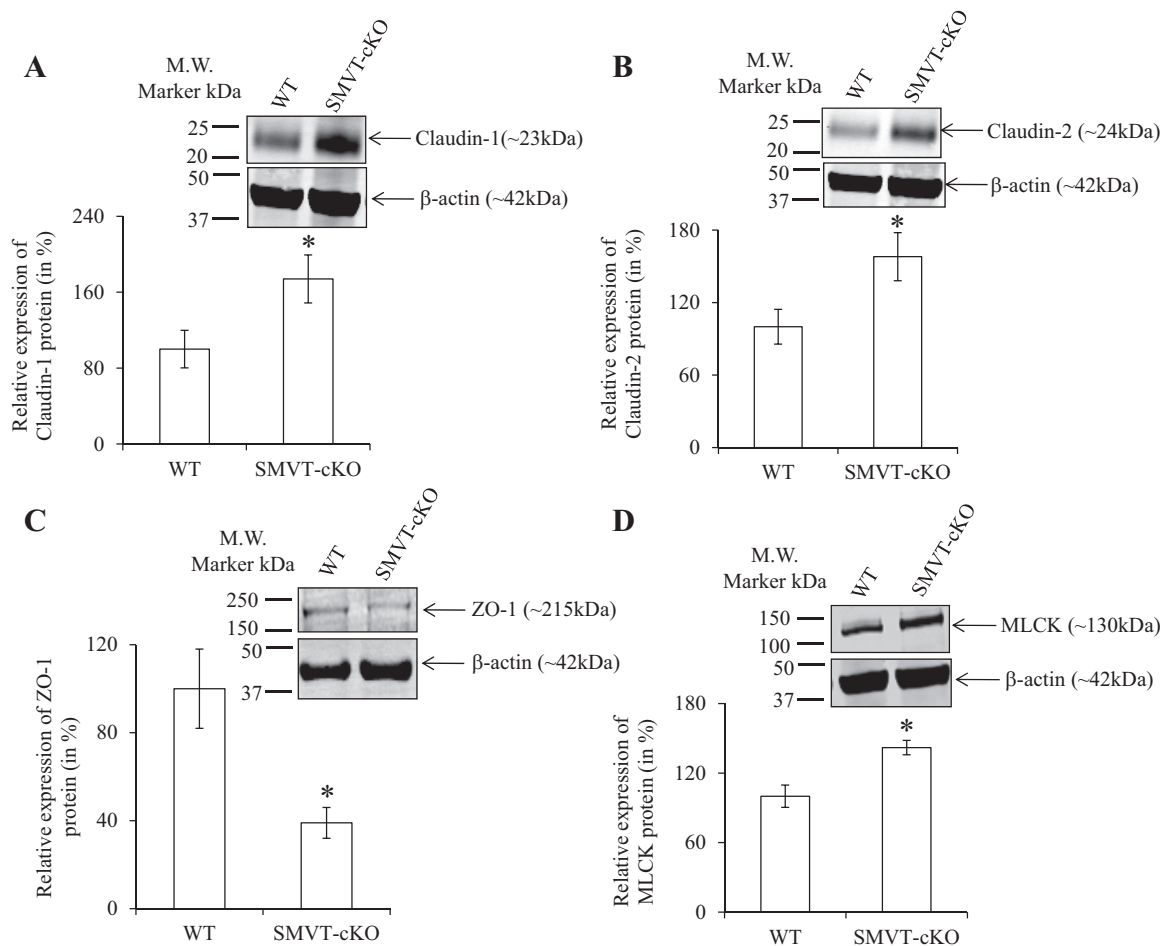 A
M.W.
Marker kDa
WT
SMVT-cKO
25
20
Claudin-1(~23kDa)
50
37
β-actin (~42kDa)
Relative expression of
Claudin-1 protein (in %)
240
160
80
0
*
WT
SMVT-cKO
B
M.W.
Marker kDa
WT
SMVT-cKO
25
20
Claudin-2 (~24kDa)
50
37
β-actin (~42kDa)
Relative expression of
Claudin-2 protein (in %)
180
120
60
0
*
WT
SMVT-cKO
C
M.W.
Marker kDa
WT
SMVT-cKO
250
150
ZO-1 (~215kDa)
50
37
β-actin (~42kDa)
Relative expression of ZO-1
protein (in %)
120
80
40
0
*
WT
SMVT-cKO
D
M.W.
Marker kDa
WT
SMVT-cKO
150
100
MLCK (~130kDa)
50
37
β-actin (~42kDa)
Relative expression of
MLCK protein (in %)
180
120
60
0
*
WT
SMVT-cKO